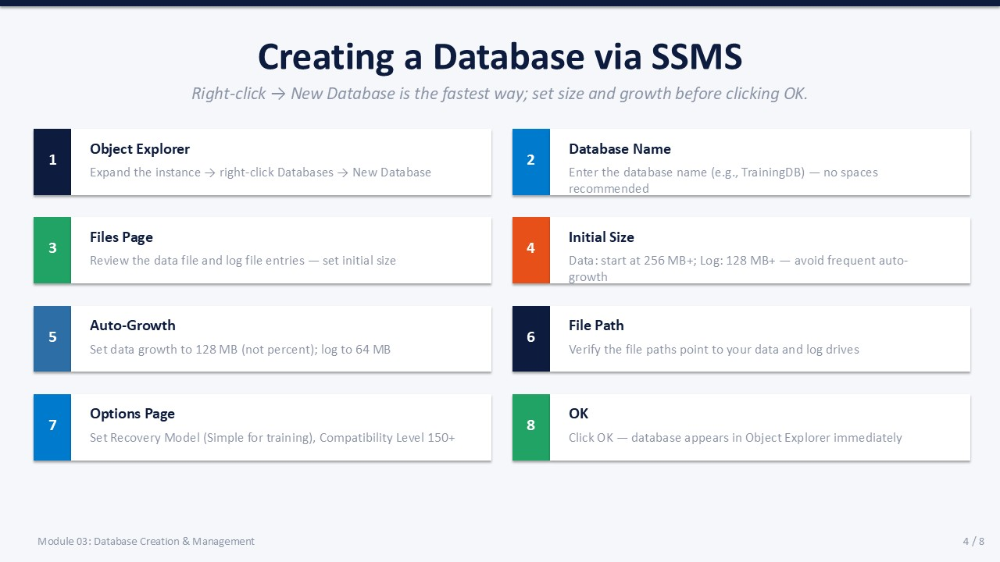 Creating a Database via SSMS
Right-click → New Database is the fastest way; set size and growth before clicking OK.
1
Object Explorer
Expand the instance → right-click Databases → New Database
2
Database Name
Enter the database name (e.g., TrainingDB) — no spaces
recommended
3
Files Page
Review the data file and log file entries — set initial size
4
Initial Size
Data: start at 256 MB+; Log: 128 MB+ — avoid frequent auto-
growth
5
Auto-Growth
Set data growth to 128 MB (not percent); log to 64 MB
6
File Path
Verify the file paths point to your data and log drives
7
Options Page
Set Recovery Model (Simple for training), Compatibility Level 150+
8
OK
Click OK — database appears in Object Explorer immediately
Module 03: Database Creation & Management
4 / 8